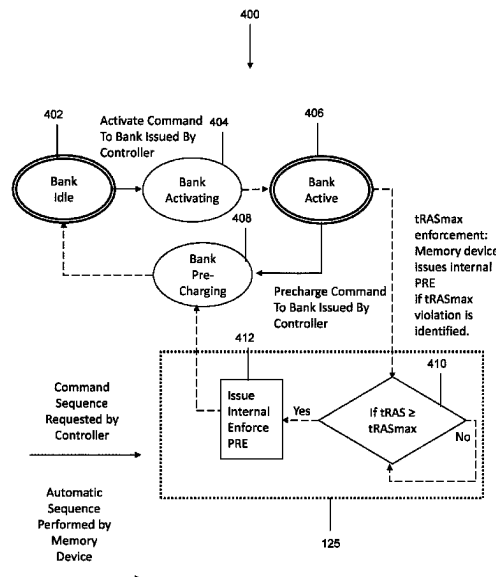 400
402
Activate Command
To Bank Issued By
Controller
404
406
Bank
Idle
Bank
Activating
Bank
Active
408
Bank
Pre-
Charging
Precharge Command
To Bank Issued By
Controller
tRASmax
enforcement:
Memory device
issues internal
PRE
if tRASmax
violation is
identified.
412
410
Issue
Internal
Enforce
PRE
Yes
If tRAS ≥
tRASmax
No
Command
Sequence
Requested by
Controller
Automatic
Sequence
Performed by
Memory
Device
125